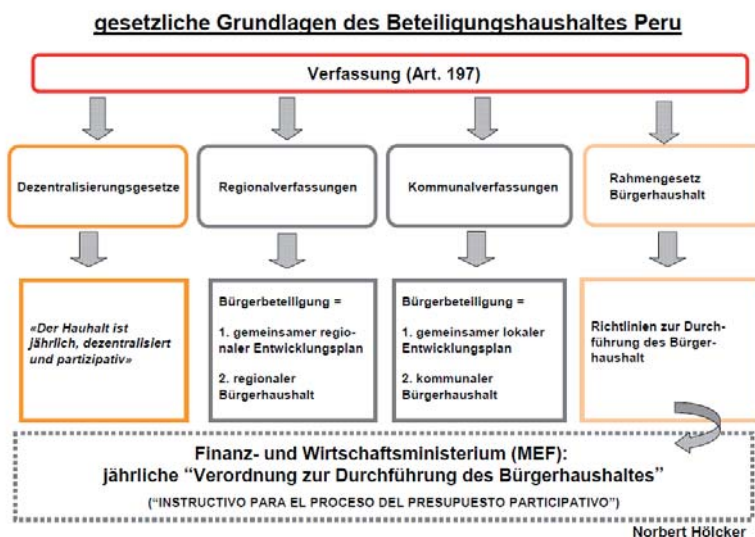 gesetzliche Grundlagen des Beteiligungshaushaltes Peru
Verfassung (Art. 197)
Dezentralisierungsgesetze
Regionalverfassungen
Kommunalverfassungen
Rahmengesetz
Bürgerhaushalt
«Der Hauhalt ist
jährlich, dezentralisiert
und partizipativ»
Bürgerbeteiligung =
1. gemeinsamer regio-
naler Entwicklungsplan
2. regionaler
Bürgerhaushalt
Bürgerbeteiligung =
1. gemeinsamer lokaler
Entwicklungsplan
2. kommunaler
Bürgerhaushalt
Richtlinien zur Durch-
führung des Bürger-
haushalt
Finanz- und Wirtschaftsministerium (MEF):
jährliche “Verordnung zur Durchführung des Bürgerhaushaltes”
(“INSTRUCTIVO PARA EL PROCESO DEL PRESUPUESTO PARTICIPATIVO”)
Norbert Hölcker